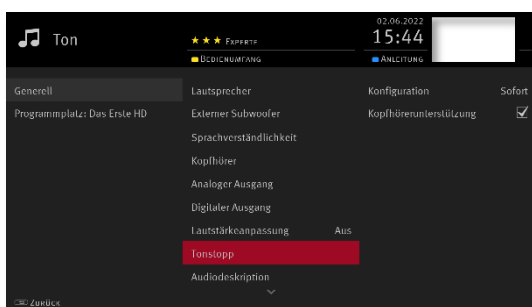 Ton
★★★ EXPERTE
BEDIENUMFANG
02.06.2022
15:44
ANLEITUNG
Generell
Programmplatz: Das Erste HD
Lautsprecher
Externer Subwoofer
Sprachverständlichkeit
Kopfhörer
Analoger Ausgang
Digitaler Ausgang
Lautstärkeanpassung Aus
Tonstopp
Audiodeskription
Konfiguration Sofort
Kopfhörerunterstützung
ZURÜCK